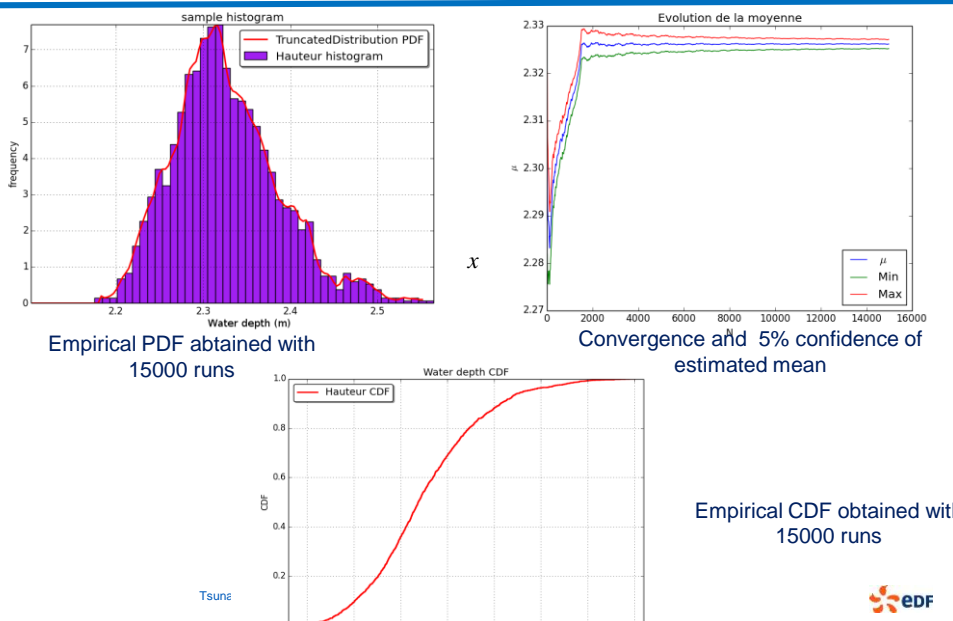 sample histogram
TruncatedDistribution PDF
Hauteur histogram
7
6
5
4
3
2
1
0
frequency
2.2
2.3
2.4
2.5
Water depth (m)
Empirical PDF abtained with
15000 runs
x
Evolution de la moyenne
2.33
2.32
2.31
2.30
2.29
2.28
2.27
μ
μ
Min
Max
0
2000
4000
6000
8000
10000
12000
14000
16000
N
Convergence and 5% confidence of
estimated mean
Water depth CDF
Hauteur CDF
1.0
0.8
0.6
0.4
0.2
CDF
Empirical CDF obtained wit
15000 runs
Tsuna
eDF